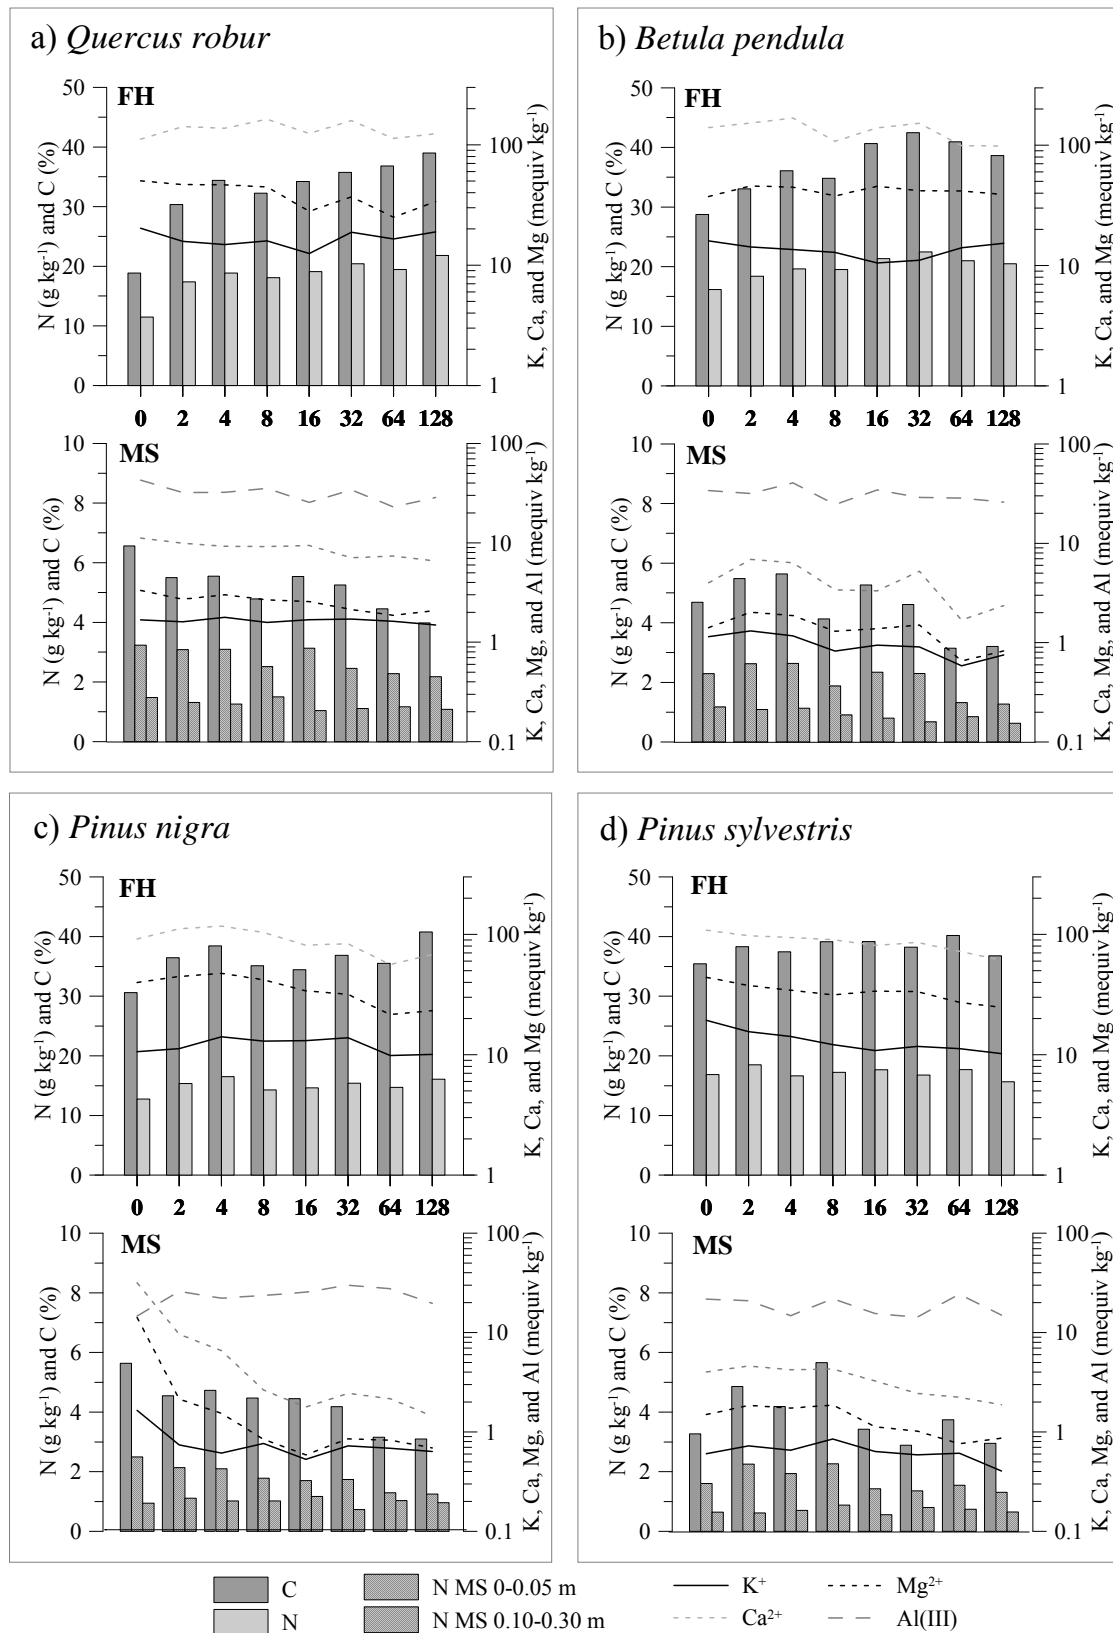 a) Quercus robur
FH
50
40
30
20
10
0
N (g kg⁻¹) and C (%)
100
10
1
K, Ca, and Mg (mequiv kg⁻¹)
0 2 4 8 16 32 64 128
MS
10
8
6
4
2
0
N (g kg⁻¹) and C (%)
100
10
1
0.1
K, Ca, Mg, and Al (mequiv kg⁻¹)
b) Betula pendula
FH
50
40
30
20
10
0
N (g kg⁻¹) and C (%)
100
10
1
K, Ca, and Mg (mequiv kg⁻¹)
0 2 4 8 16 32 64 128
MS
10
8
6
4
2
0
N (g kg⁻¹) and C (%)
100
10
1
0.1
K, Ca, Mg, and Al (mequiv kg⁻¹)
c) Pinus nigra
FH
50
40
30
20
10
0
N (g kg⁻¹) and C (%)
100
10
1
K, Ca, and Mg (mequiv kg⁻¹)
0 2 4 8 16 32 64 128
MS
10
8
6
4
2
0
N (g kg⁻¹) and C (%)
100
10
1
0.1
K, Ca, Mg, and Al (mequiv kg⁻¹)
d) Pinus sylvestris
FH
50
40
30
20
10
0
N (g kg⁻¹) and C (%)
100
10
1
K, Ca, and Mg (mequiv kg⁻¹)
0 2 4 8 16 32 64 128
MS
10
8
6
4
2
0
N (g kg⁻¹) and C (%)
100
10
1
0.1
K, Ca, Mg, and Al (mequiv kg⁻¹)
C
N
N MS 0-0.05 m
N MS 0.10-0.30 m
K⁺
Ca²⁺
Mg²⁺
Al(III)